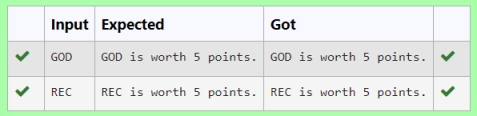 Input Expected Got
GOD GOD is worth 5 points. GOD is worth 5 points.
REC REC is worth 5 points. REC is worth 5 points.